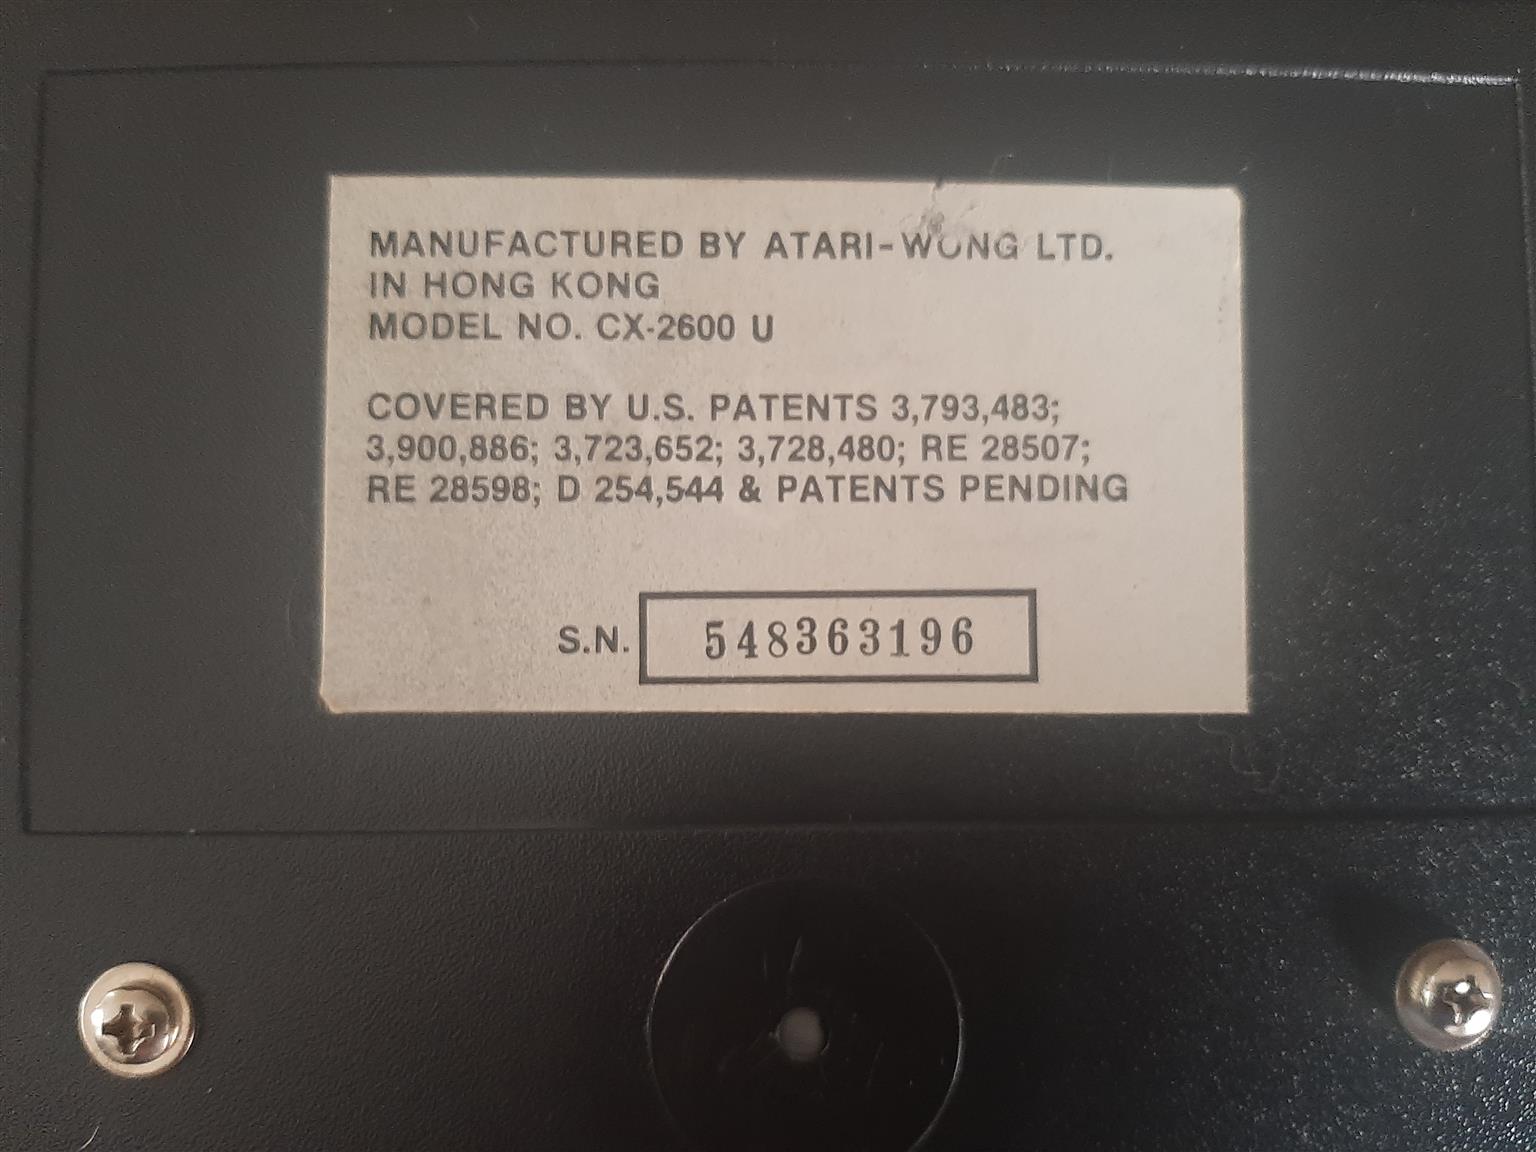 MANUFACTURED BY ATARI-WONG LTD.
IN HONG KONG
MODEL NO. CX-2600 U
COVERED BY U.S. PATENTS 3,793,483;
3,900,886; 3,723,652; 3,728,480; RE 28507;
RE 28598; D 254,544 & PATENTS PENDING
S.N. 548363196